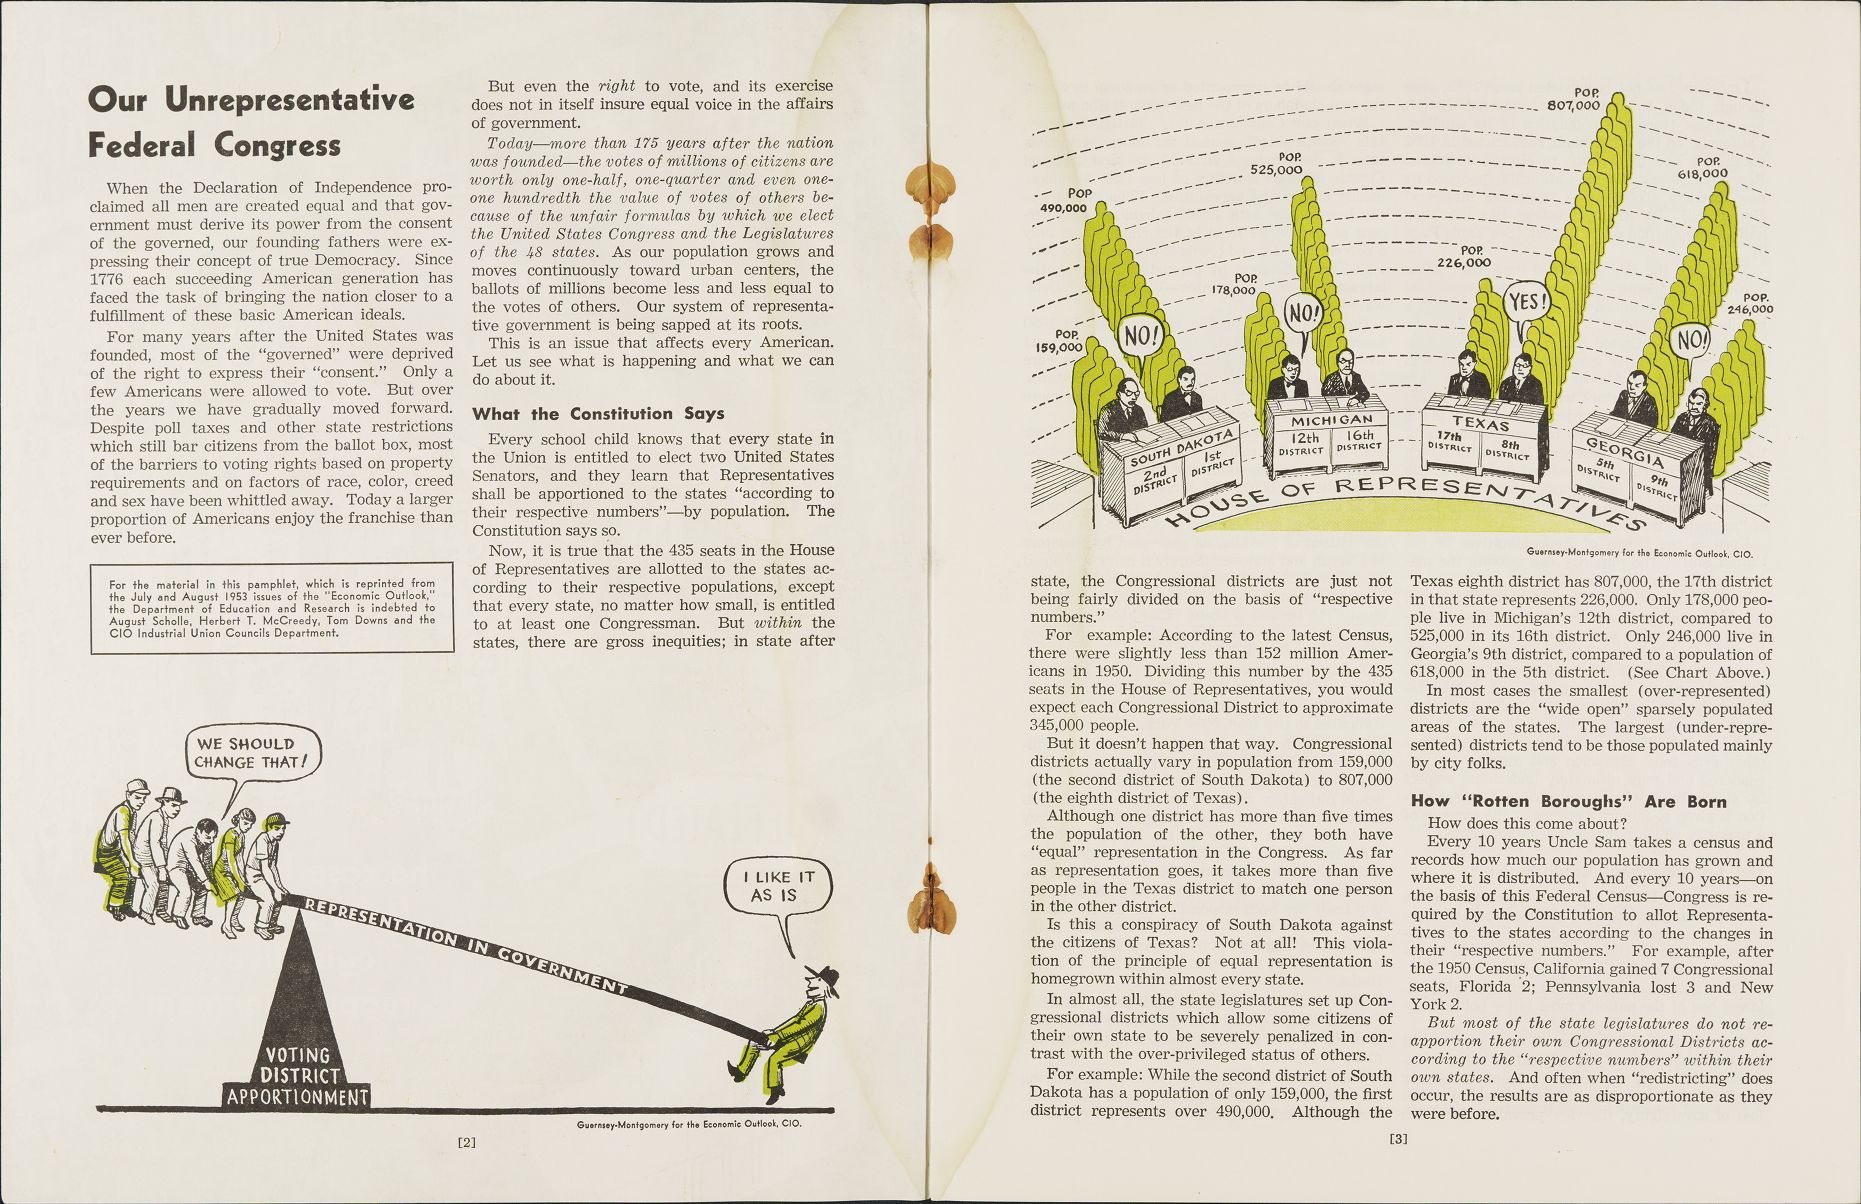 Our Unrepresentative
Federal Congress
When the Declaration of Independence pro-
claimed all men are created equal and that gov-
ernment must derive its power from the consent
of the governed, our founding fathers were ex-
pressing their concept of true Democracy. Since
1776 each succeeding American generation has
faced the task of bringing the nation closer to a
fulfillment of these basic American ideals.
For many years after the United States was
founded, most of the “governed” were deprived
of the right to express their “consent.” Only a
few Americans were allowed to vote. But over
the years we have gradually moved forward.
Despite poll taxes and other state restrictions
which still bar citizens from the ballot box, most
of the barriers to voting rights based on property
requirements and on factors of race, color, creed
and sex have been whittled away. Today a larger
proportion of Americans enjoy the franchise than
ever before.
For the material in this pamphlet, which is reprinted from
the July and August 1953 issues of the "Economic Outlook,"
the Department of Education and Research is indebted to
August Scholle, Herbert T. McCreedy, Tom Downs and the
CIO Industrial Union Councils Department.
But even the right to vote, and its exercise
does not in itself insure equal voice in the affairs
of government.
Today—more than 175 years after the nation
was founded—the votes of millions of citizens are
worth only one-half, one-quarter and even one-
one hundredth the value of votes of others be-
cause of the unfair formulas by which we elect
the United States Congress and the Legislatures
of the 48 states. As our population grows and
moves continuously toward urban centers, the
ballots of millions become less and less equal to
the votes of others. Our system of representa-
tive government is being sapped at its roots.
This is an issue that affects every American.
Let us see what is happening and what we can
do about it.
What the Constitution Says
Every school child knows that every state in
the Union is entitled to elect two United States
Senators, and they learn that Representatives
shall be apportioned to the states “according to
their respective numbers”—by population. The
Constitution says so.
Now, it is true that the 435 seats in the House
of Representatives are allotted to the states ac-
cording to their respective populations, except
that every state, no matter how small, is entitled
to at least one Congressman. But within the
states, there are gross inequities; in state after
WE SHOULD
CHANGE THAT!
I LIKE IT
AS IS
REPRESENTATION IN GOVERNMENT
VOTING
DISTRICT
APPORTIONMENT
Guernsey-Montgomery for the Economic Outlook, CIO.
[2]
POP.
807,000
POP.
525,000
POP.
618,000
POP
490,000
POP.
226,000
POP.
178,000
POP.
246,000
POP.
159,000
NO!
NO!
YES!
NO!
SOUTH DAKOTA
2nd
DISTRICT
1st
DISTRICT
MICHIGAN
12th
DISTRICT
16th
DISTRICT
TEXAS
17th
DISTRICT
8th
DISTRICT
GEORGIA
5th
DISTRICT
9th
DISTRICT
HOUSE OF REPRESENTATIVES
Guernsey-Montgomery for the Economic Outlook, CIO.
state, the Congressional districts are just not
being fairly divided on the basis of “respective
numbers.”
For example: According to the latest Census,
there were slightly less than 152 million Amer-
icans in 1950. Dividing this number by the 435
seats in the House of Representatives, you would
expect each Congressional District to approximate
345,000 people.
But it doesn't happen that way. Congressional
districts actually vary in population from 159,000
(the second district of South Dakota) to 807,000
(the eighth district of Texas).
Although one district has more than five times
the population of the other, they both have
“equal” representation in the Congress. As far
as representation goes, it takes more than five
people in the Texas district to match one person
in the other district.
Is this a conspiracy of South Dakota against
the citizens of Texas? Not at all! This viola-
tion of the principle of equal representation is
homegrown within almost every state.
In almost all, the state legislatures set up Con-
gressional districts which allow some citizens of
their own state to be severely penalized in con-
trast with the over-privileged status of others.
For example: While the second district of South
Dakota has a population of only 159,000, the first
district represents over 490,000. Although the
Texas eighth district has 807,000, the 17th district
in that state represents 226,000. Only 178,000 peo-
ple live in Michigan's 12th district, compared to
525,000 in its 16th district. Only 246,000 live in
Georgia's 9th district, compared to a population of
618,000 in the 5th district. (See Chart Above.)
In most cases the smallest (over-represented)
districts are the “wide open” sparsely populated
areas of the states. The largest (under-repre-
sented) districts tend to be those populated mainly
by city folks.
How “Rotten Boroughs” Are Born
How does this come about?
Every 10 years Uncle Sam takes a census and
records how much our population has grown and
where it is distributed. And every 10 years—on
the basis of this Federal Census—Congress is re-
quired by the Constitution to allot Representa-
tives to the states according to the changes in
their “respective numbers.” For example, after
the 1950 Census, California gained 7 Congressional
seats, Florida 2; Pennsylvania lost 3 and New
York 2.
But most of the state legislatures do not re-
apportion their own Congressional Districts ac-
cording to the “respective numbers” within their
own states. And often when “redistricting” does
occur, the results are as disproportionate as they
were before.
[3]